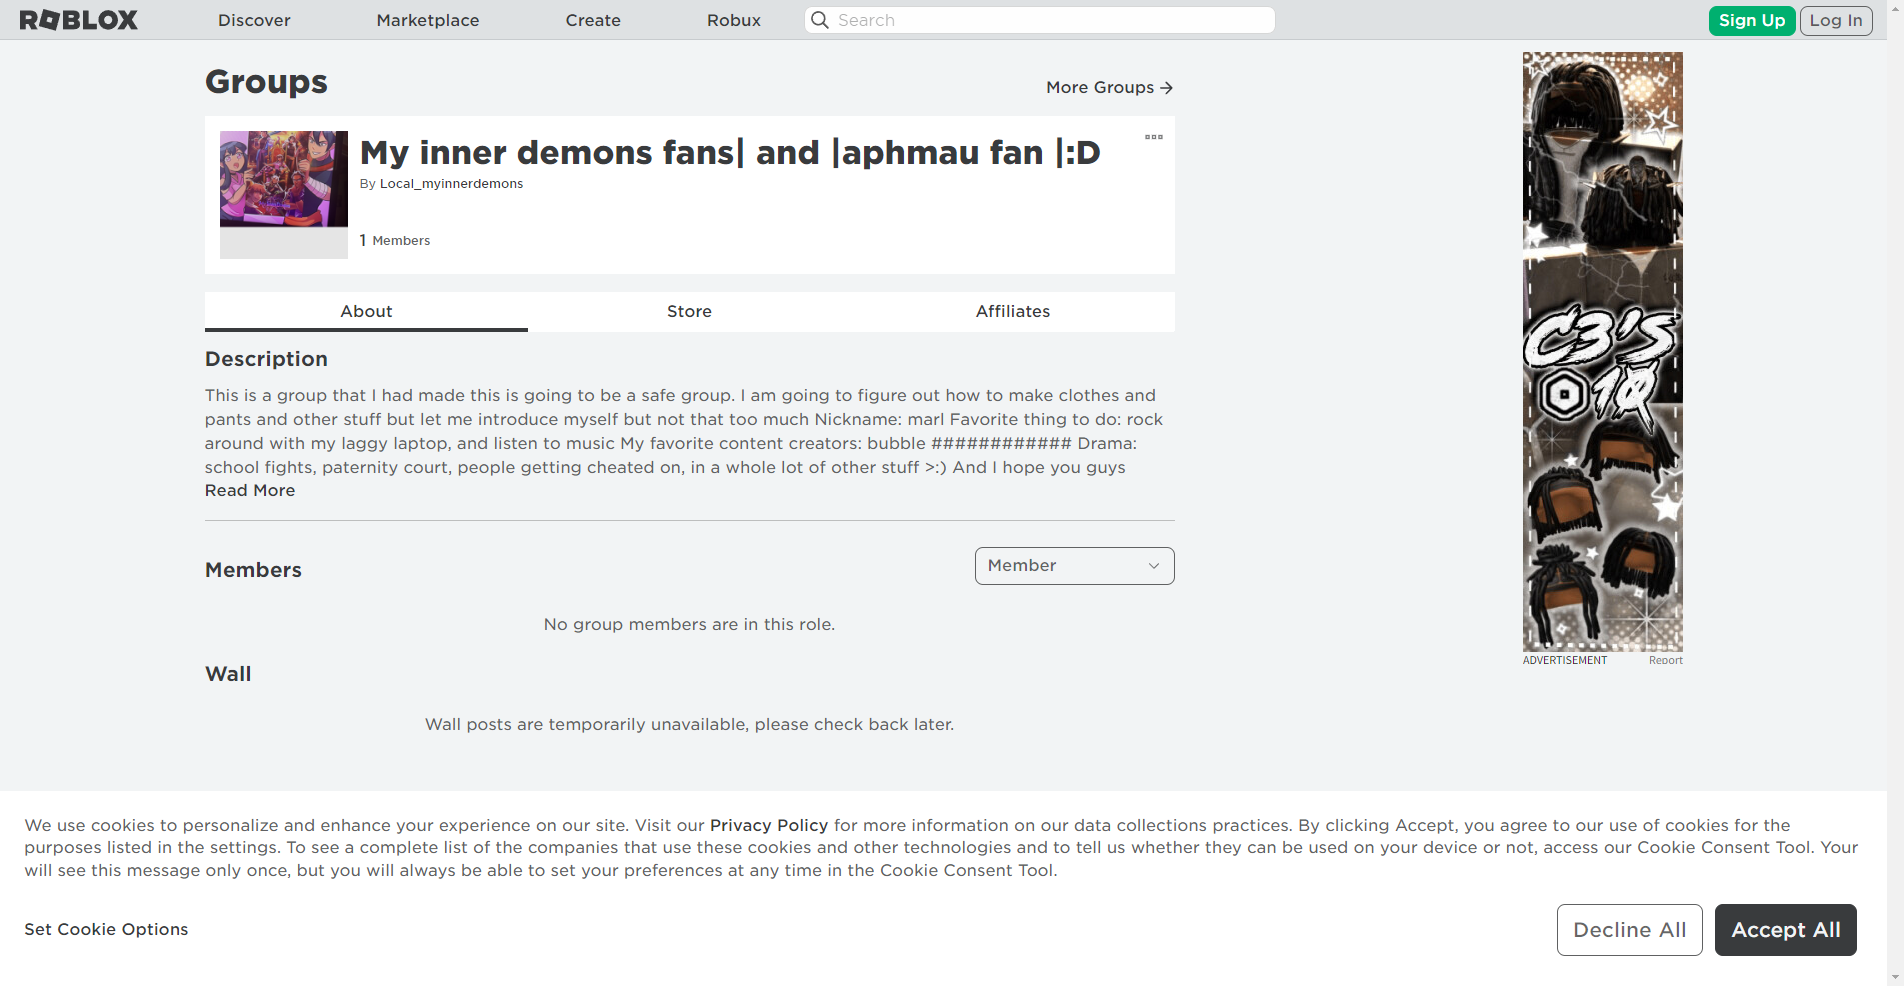 ROBLOX
Discover
Marketplace
Create
Robux
Search
Sign Up
Log In
Groups
More Groups →
My inner demons fans| and |aphmau fan |:D
By Local_myinnerdemons
1 Members
About
Store
Affiliates
Description
This is a group that I had made this is going to be a safe group. I am going to figure out how to make clothes and
pants and other stuff but let me introduce myself but not that too much Nickname: marl Favorite thing to do: rock
around with my laggy laptop, and listen to music My favorite content creators: bubble ############ Drama:
school fights, paternity court, people getting cheated on, in a whole lot of other stuff >:) And I hope you guys
Read More
Members
Member
No group members are in this role.
Wall
Wall posts are temporarily unavailable, please check back later.
C3'S
10
ADVERTISEMENT
Report
We use cookies to personalize and enhance your experience on our site. Visit our Privacy Policy for more information on our data collections practices. By clicking Accept, you agree to our use of cookies for the
purposes listed in the settings. To see a complete list of the companies that use these cookies and other technologies and to tell us whether they can be used on your device or not, access our Cookie Consent Tool. Your
will see this message only once, but you will always be able to set your preferences at any time in the Cookie Consent Tool.
Set Cookie Options
Decline All
Accept All